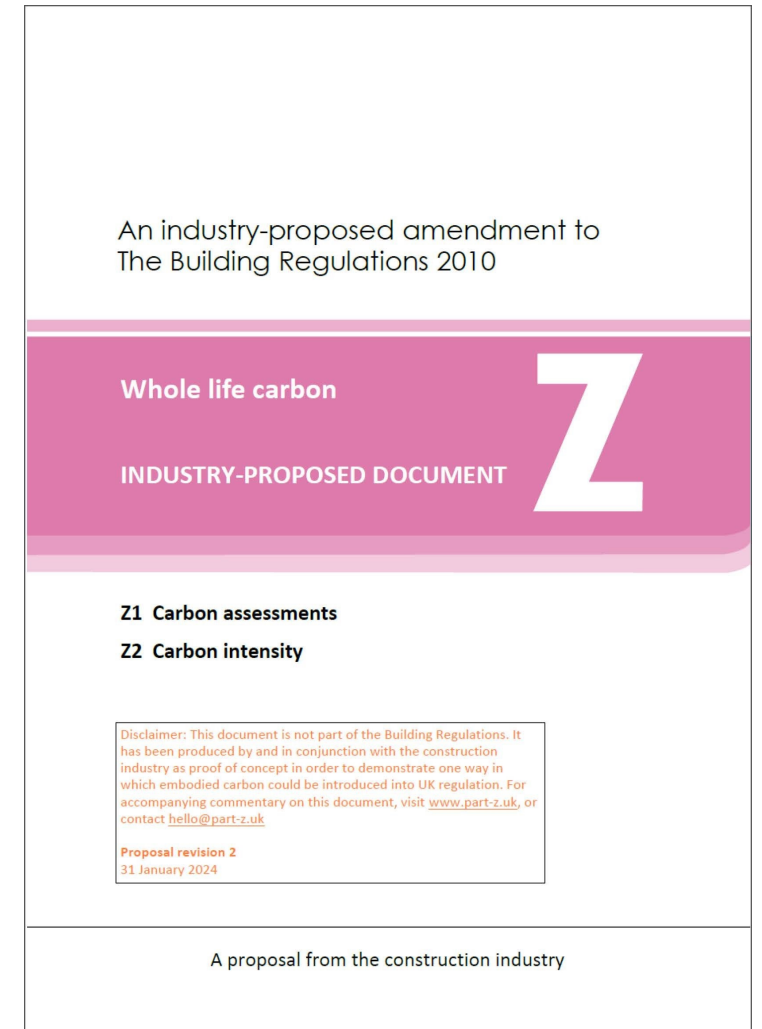 An industry-proposed amendment to
The Building Regulations 2010
Whole life carbon
Z
INDUSTRY-PROPOSED DOCUMENT
Z1 Carbon assessments
Z2 Carbon intensity
Disclaimer: This document is not part of the Building Regulations. It
has been produced by and in conjunction with the construction
industry as proof of concept in order to demonstrate one way in
which embodied carbon could be introduced into UK regulation. For
accompanying commentary on this document, visit www.part-z.uk, or
contact hello@part-z.uk
Proposal revision 2
31 January 2024
A proposal from the construction industry